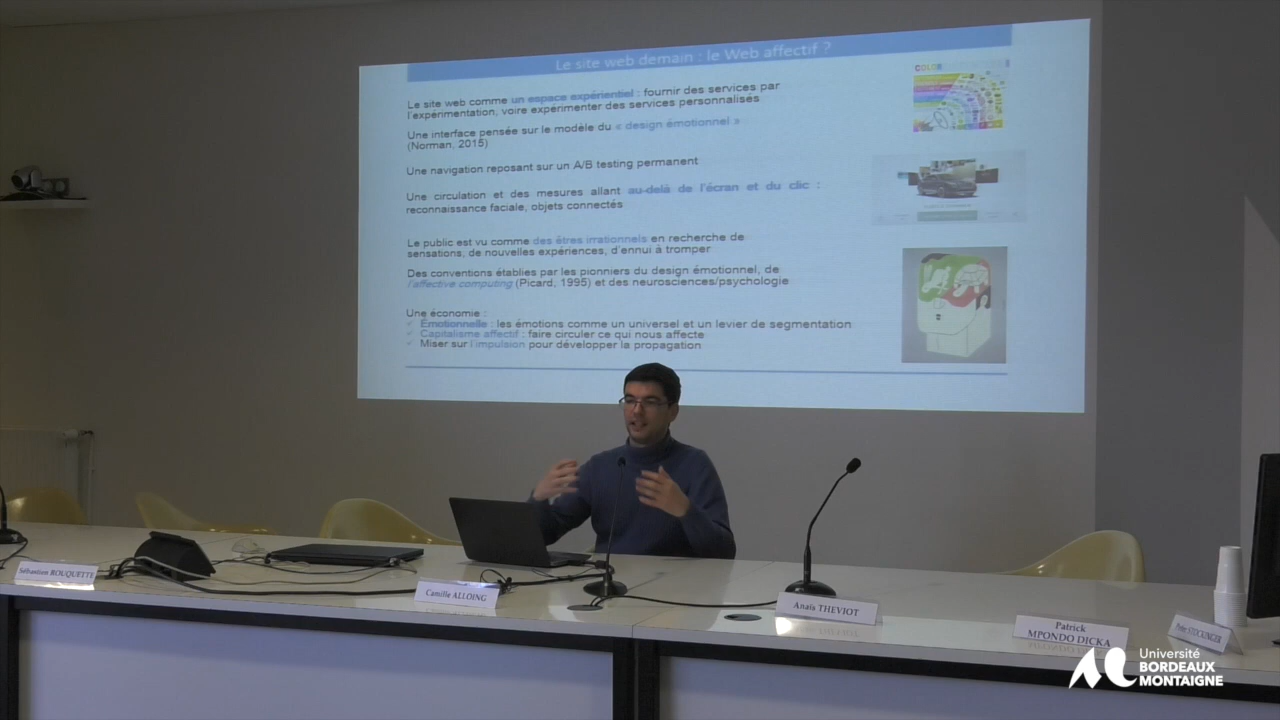 Le site web demain : le Web affectif ?
COLOR
Le site web comme un espace expérientiel : fournir des services par
l'expérimentation, voire expérimenter des services personnalisés
Une interface pensée sur le modèle du « design émotionnel »
(Norman, 2015)
Une navigation reposant sur un A/B testing permanent
Une circulation et des mesures allant au-delà de l'écran et du clic :
reconnaissance faciale, objets connectés
Le public est vu comme des êtres irrationnels en recherche de
sensations, de nouvelles expériences, d'ennui à tromper
Des conventions établies par les pionniers du design émotionnel, de
l'affective computing (Picard, 1995) et des neurosciences/psychologie
Une économie :
✓ Émotionnelle : les émotions comme un universel et un levier de segmentation
✓ Capitalisme affectif : faire circuler ce qui nous affecte
✓ Miser sur l'impulsion pour développer la propagation
Sébastien ROUQUETTE
Camille ALLOING
Anaïs THEVIOT
Patrick
MPONDO DICKA
Peter STOCKINGER
Université
BORDEAUX
MONTAIGNE